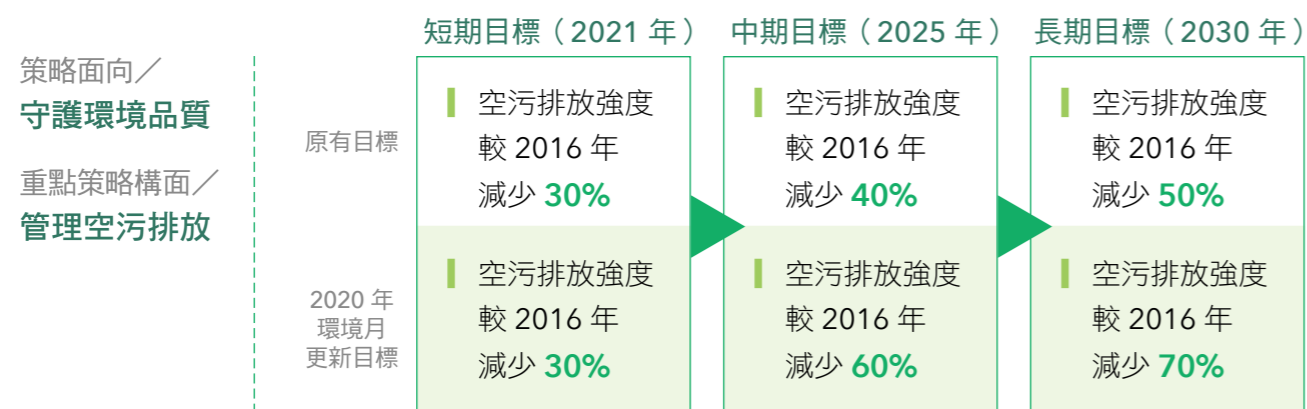 短期目標（2021 年）
中期目標（2025 年）
長期目標（2030 年）
策略面向／
守護環境品質
重點策略構面／
管理空污排放
原有目標
空污排放強度
較 2016 年
減少 30%
空污排放強度
較 2016 年
減少 40%
空污排放強度
較 2016 年
減少 50%
2020 年
環境月
更新目標
空污排放強度
較 2016 年
減少 30%
空污排放強度
較 2016 年
減少 60%
空污排放強度
較 2016 年
減少 70%